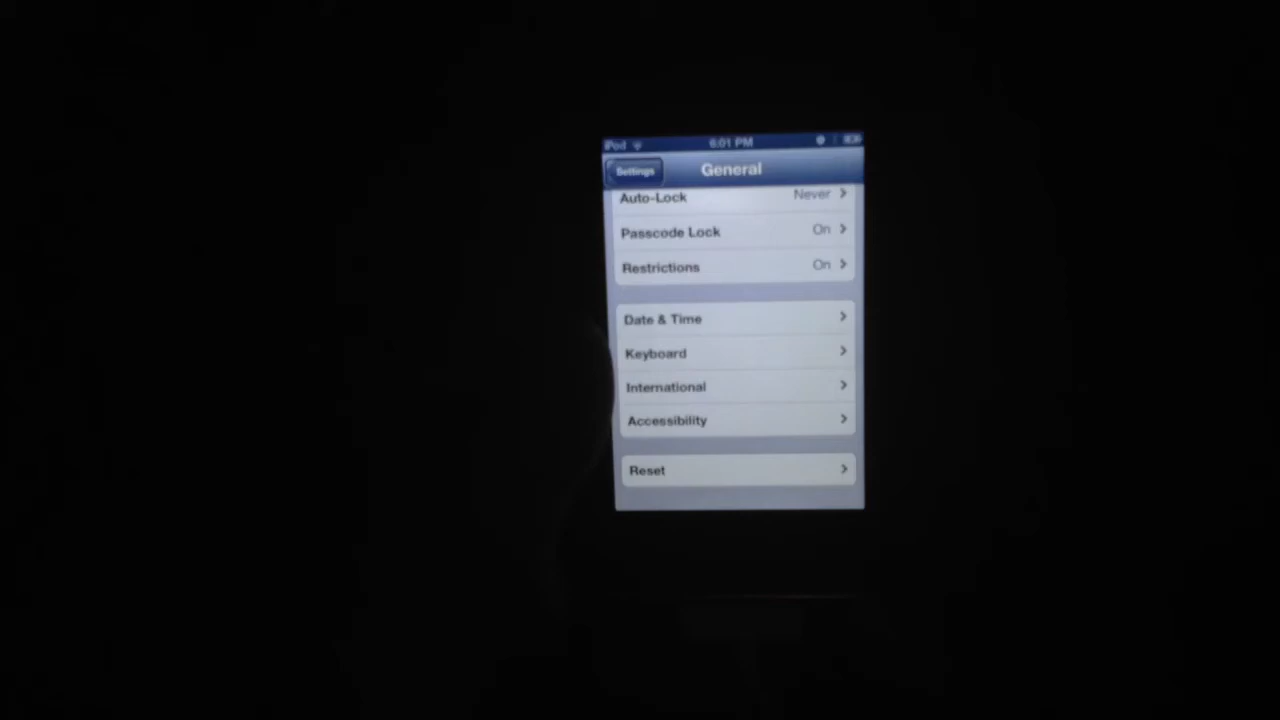 iPod 6:01 PM
Settings General
Auto-Lock Never
Passcode Lock On
Restrictions On
Date & Time
Keyboard
International
Accessibility
Reset